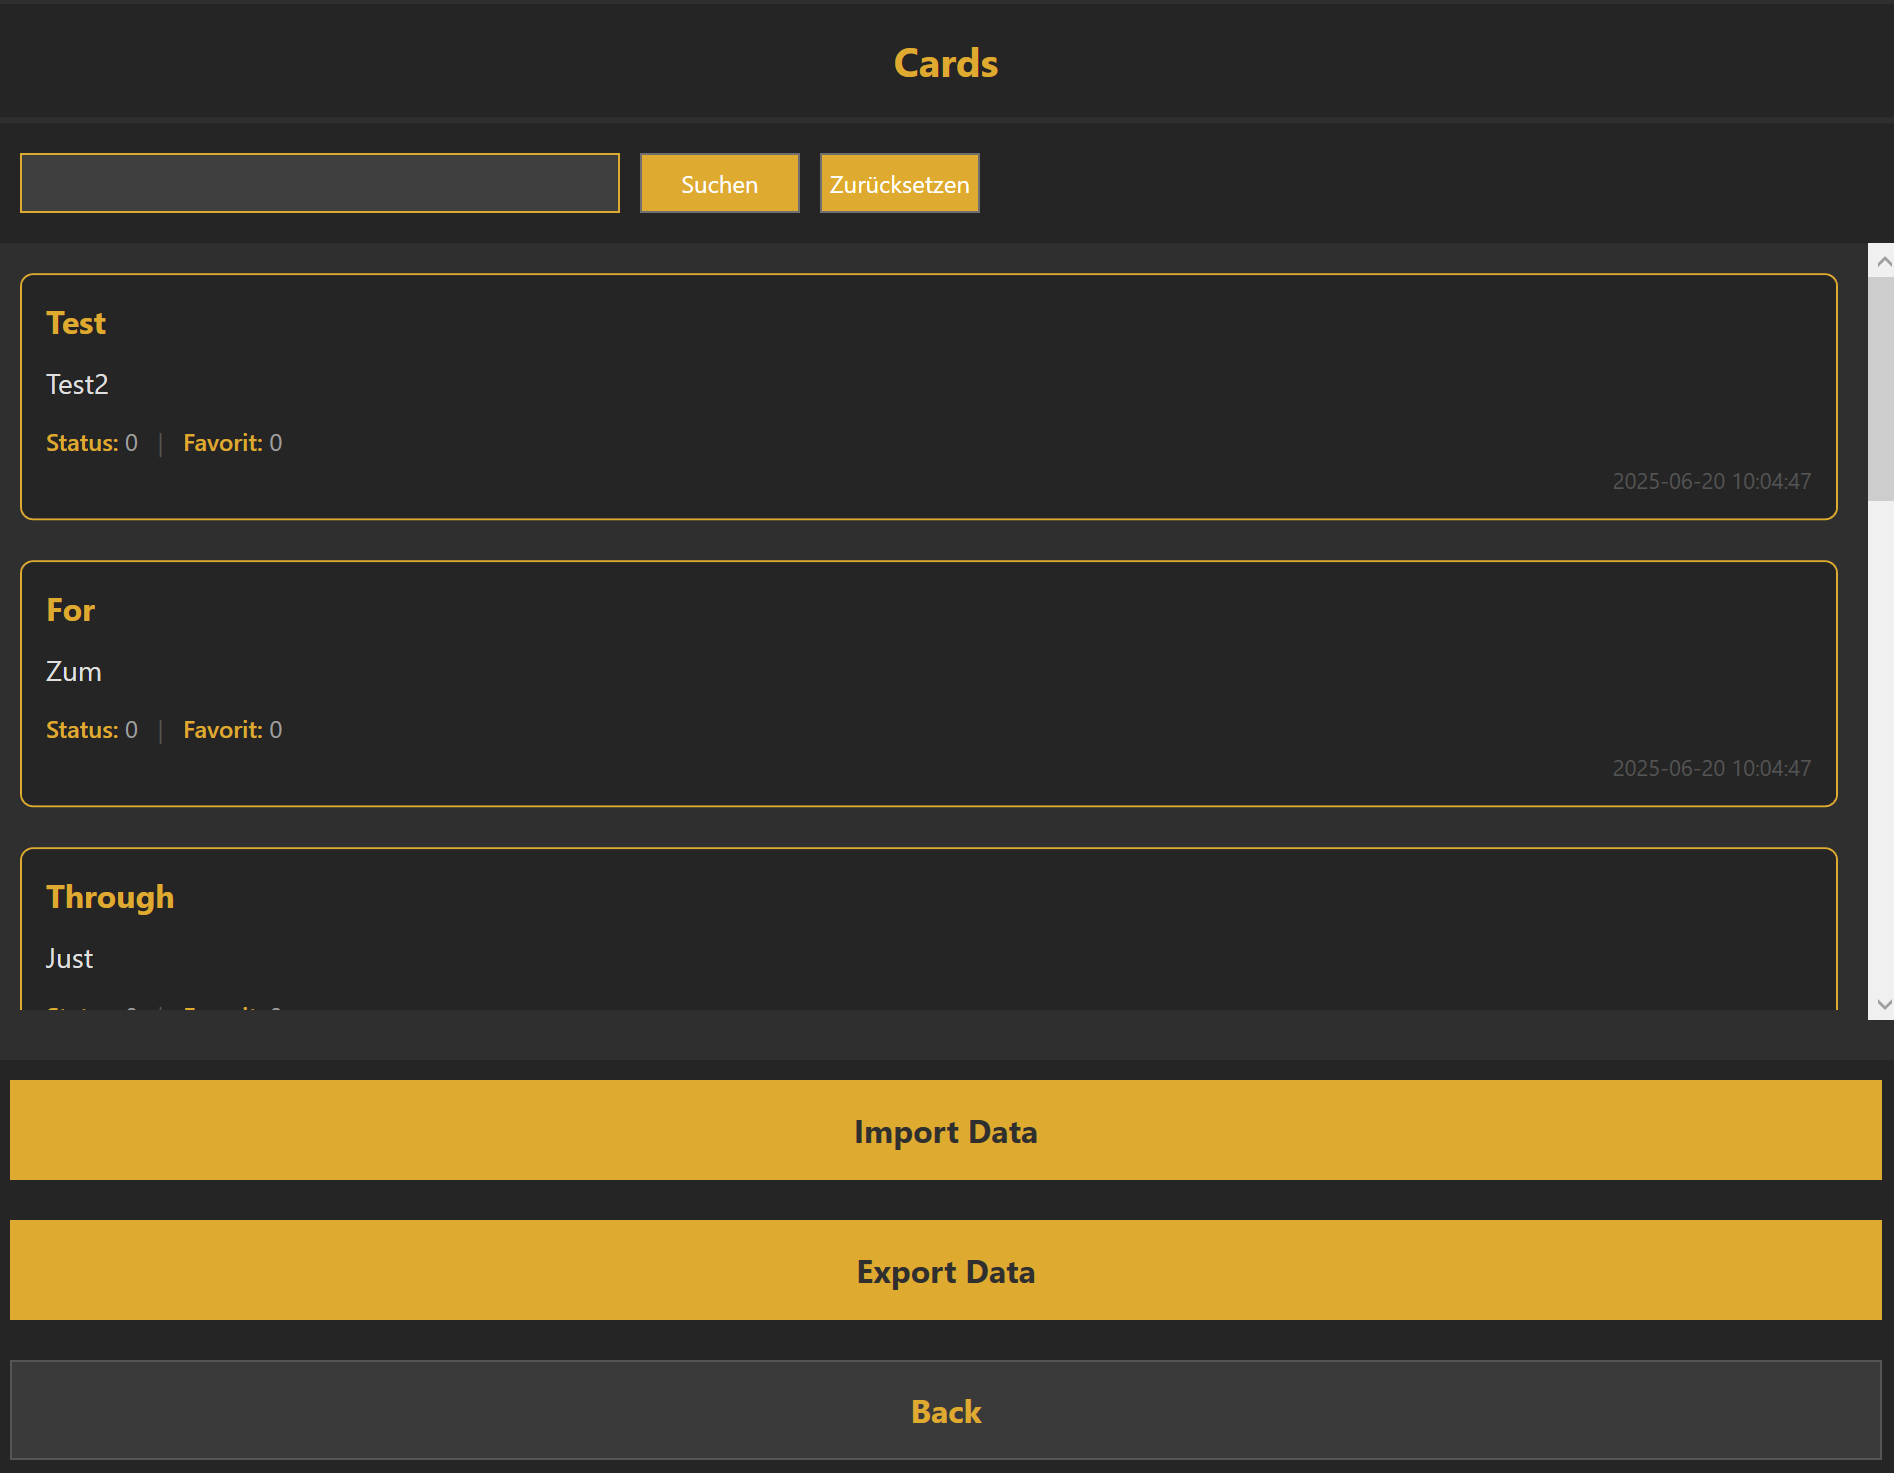 Cards
Suchen Zurücksetzen
Test
Test2
Status: 0 | Favorit: 0
2025-06-20 10:04:47
For
Zum
Status: 0 | Favorit: 0
2025-06-20 10:04:47
Through
Just
Import Data
Export Data
Back